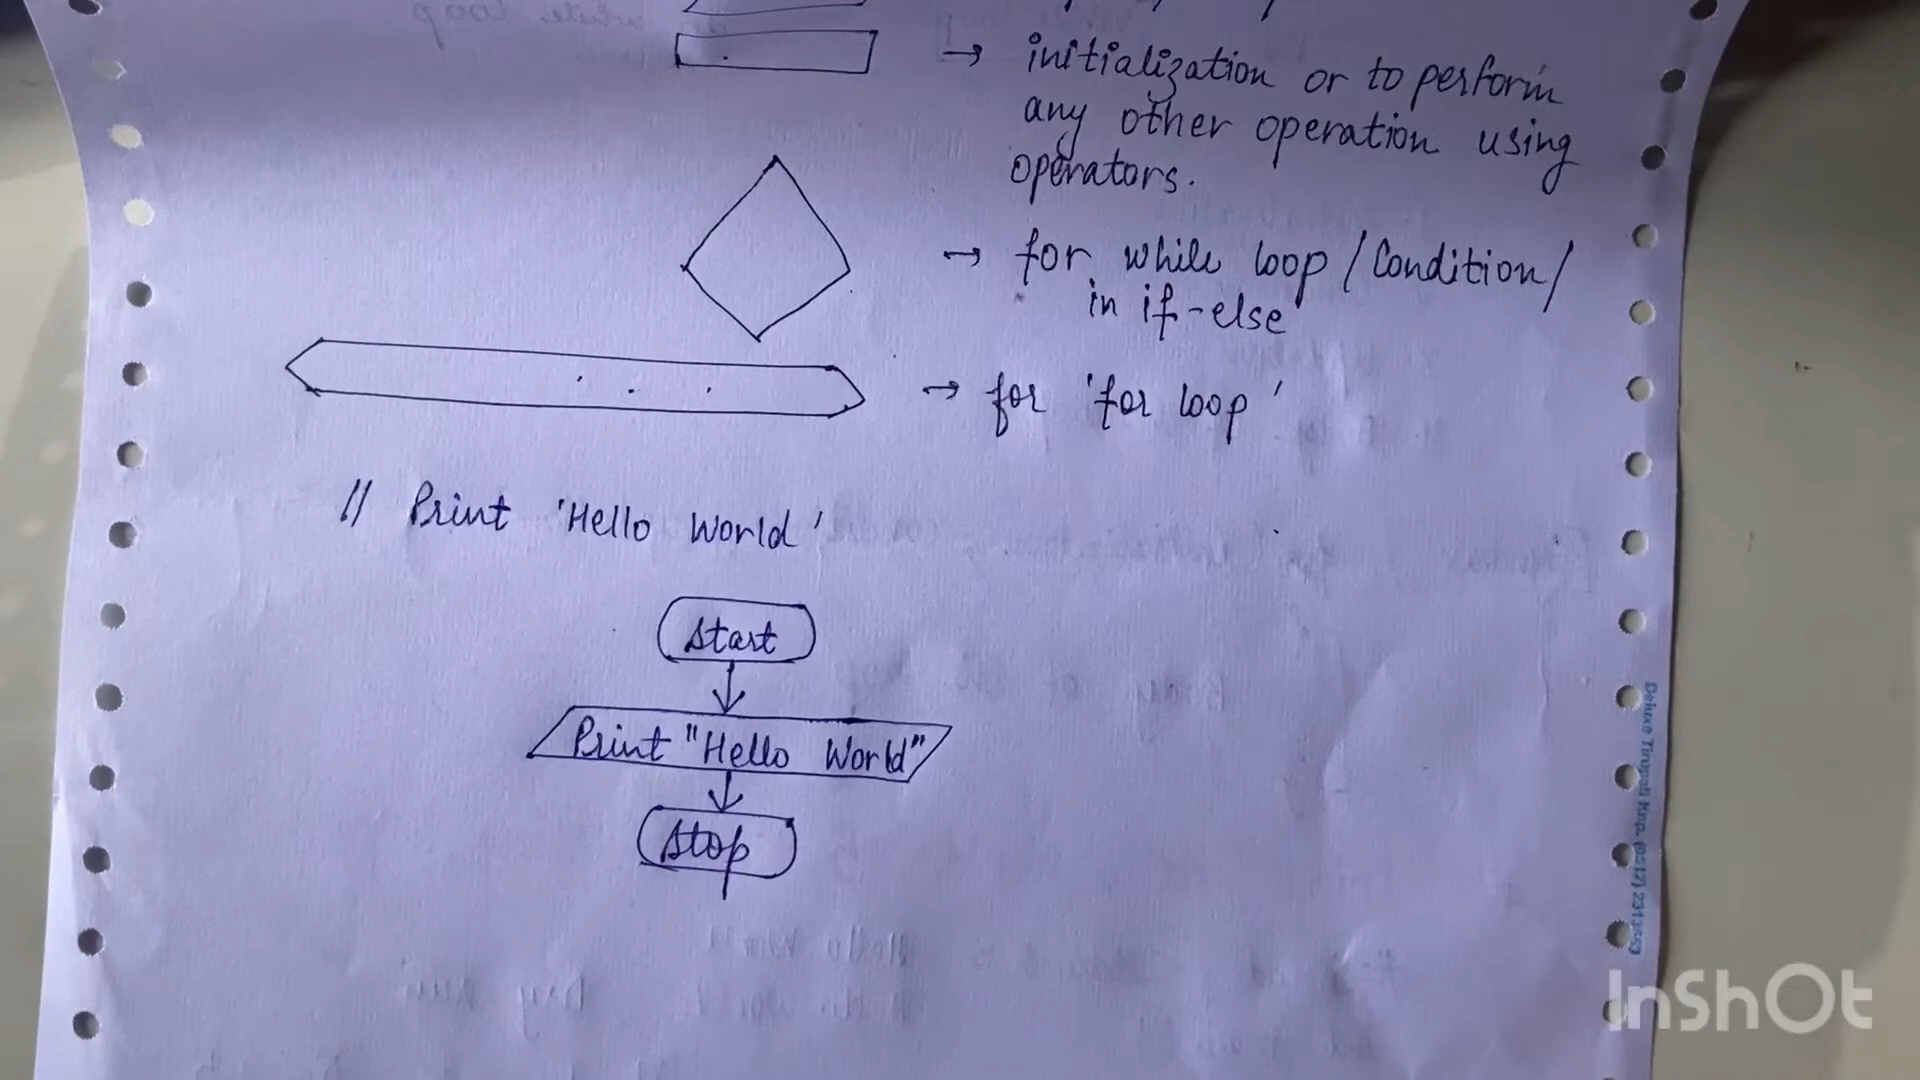 → initialization or to perform
any other operation using
operators.
→ for while loop / Condition /
in if-else
→ for 'for loop'
// Print 'Hello World'
Start
Print "Hello World"
Stop
InShOt